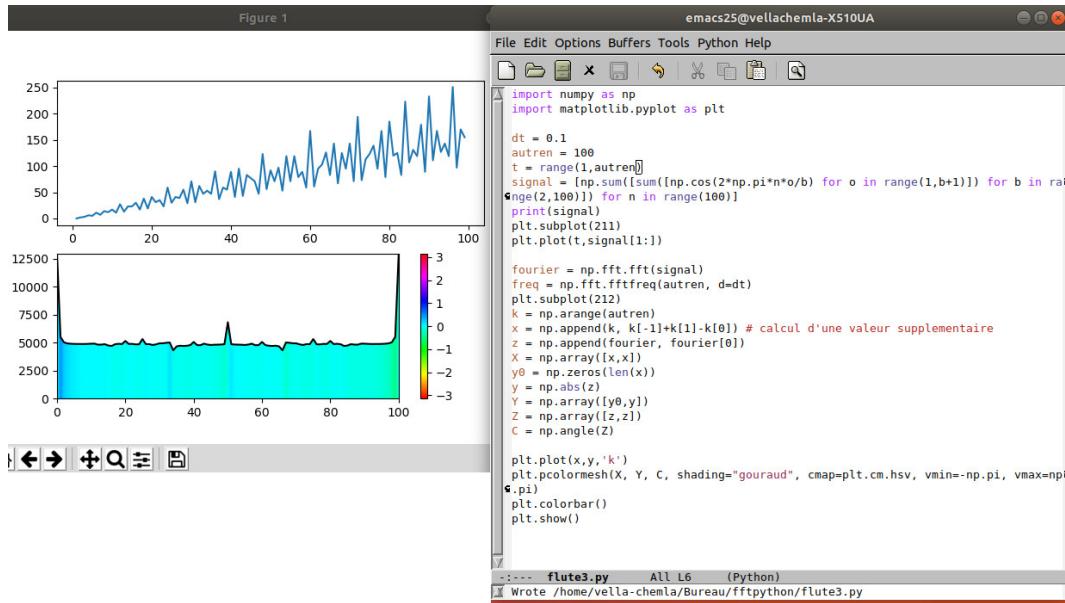 Figure 1
250
200
150
100
50
0
0 20 40 60 80 100
12500
10000
7500
5000
2500
0
0 20 40 60 80 100
3
2
1
0
−1
−2
−3
emacs25@vellachemla-X510UA
File Edit Options Buffers Tools Python Help
import numpy as np
import matplotlib.pyplot as plt
dt = 0.1
autren = 100
t = range(1,autren)
signal = [np.sum([sum([np.cos(2*np.pi*n*o/b) for o in range(1,b+1)]) for b in ra
nge(2,100)]) for n in range(100)]
print(signal)
plt.subplot(211)
plt.plot(t,signal[1:])
fourier = np.fft.fft(signal)
freq = np.fft.fftfreq(autren, d=dt)
plt.subplot(212)
k = np.arange(autren)
x = np.append(k, k[-1]+k[1]-k[0]) # calcul d'une valeur supplementaire
z = np.append(fourier, fourier[0])
X = np.array([x,x])
y0 = np.zeros(len(x))
y = np.abs(z)
Y = np.array([y0,y])
Z = np.array([z,z])
C = np.angle(Z)
plt.plot(x,y,'k')
plt.pcolormesh(X, Y, C, shading="gouraud", cmap=plt.cm.hsv, vmin=-np.pi, vmax=np
.pi)
plt.colorbar()
plt.show()
-:--- flute3.py All L6 (Python)
Wrote /home/vella-chemla/Bureau/fftpython/flute3.py